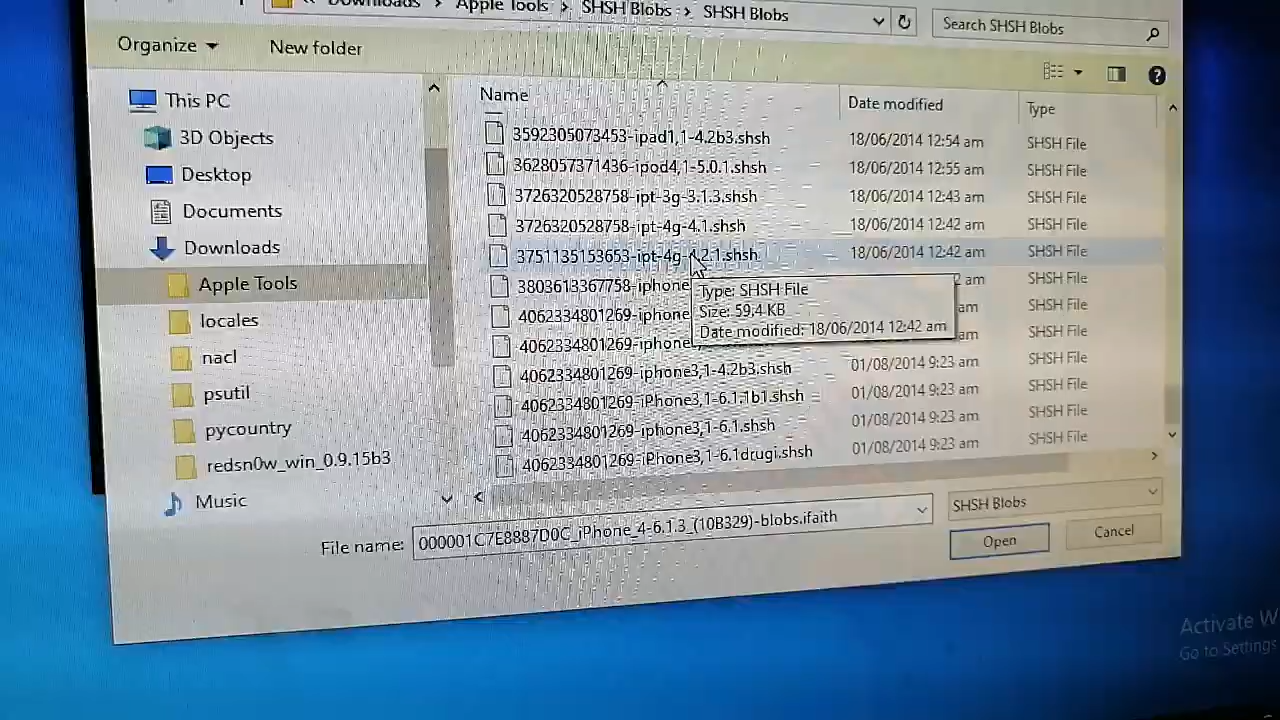 Downloads > Apple Tools > SHSH Blobs > SHSH Blobs
Search SHSH Blobs
Organize
New folder
This PC
3D Objects
Desktop
Documents
Downloads
Apple Tools
locales
nacl
psutil
pycountry
redsn0w_win_0.9.15b3
Music
Name Date modified Type
3592305073453-ipad1,1-4.2b3.shsh 18/06/2014 12:54 am SHSH File
3628057371436-ipod4,1-5.0.1.shsh 18/06/2014 12:55 am SHSH File
3726320528758-ipt-3g-3.1.3.shsh 18/06/2014 12:43 am SHSH File
3726320528758-ipt-4g-4.1.shsh 18/06/2014 12:42 am SHSH File
3751135153653-ipt-4g-4.2.1.shsh 18/06/2014 12:42 am SHSH File
3803613367758-iphone 2 am SHSH File
4062334801269-iphone am SHSH File
4062334801269-iphone3, am SHSH File
4062334801269-iphone3,1-4.2b3.shsh 01/08/2014 9:23 am SHSH File
4062334801269-iPhone3,1-6.1.1b1.shsh 01/08/2014 9:23 am SHSH File
4062334801269-iphone3,1-6.1.shsh 01/08/2014 9:23 am SHSH File
4062334801269-iPhone3,1-6.1drugi.shsh 01/08/2014 9:23 am SHSH File
Type: SHSH File
Size: 59.4 KB
Date modified: 18/06/2014 12:42 am
File name: 000001C7E8887D0C_iPhone_4-6.1.3_(10B329)-blobs.ifaith
SHSH Blobs
Open
Cancel
Activate W
Go to Settings